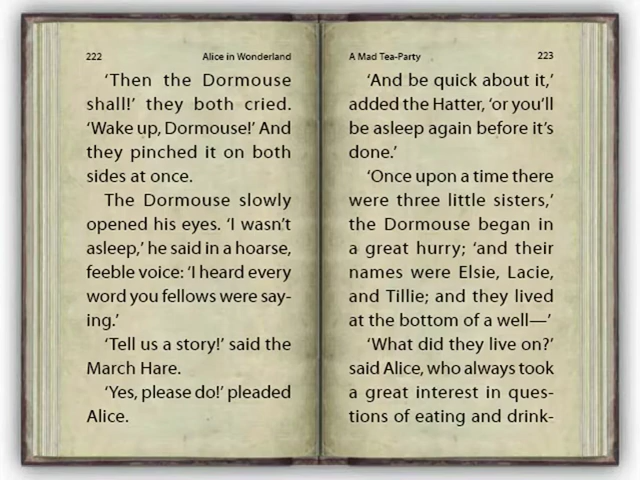 222 Alice in Wonderland
‘Then the Dormouse
shall!’ they both cried.
‘Wake up, Dormouse!’ And
they pinched it on both
sides at once.
The Dormouse slowly
opened his eyes. ‘I wasn’t
asleep,’ he said in a hoarse,
feeble voice: ‘I heard every
word you fellows were say-
ing.’
‘Tell us a story!’ said the
March Hare.
‘Yes, please do!’ pleaded
Alice.
A Mad Tea-Party 223
‘And be quick about it,’
added the Hatter, ‘or you’ll
be asleep again before it’s
done.’
‘Once upon a time there
were three little sisters,’
the Dormouse began in
a great hurry; ‘and their
names were Elsie, Lacie,
and Tillie; and they lived
at the bottom of a well—’
‘What did they live on?’
said Alice, who always took
a great interest in ques-
tions of eating and drink-